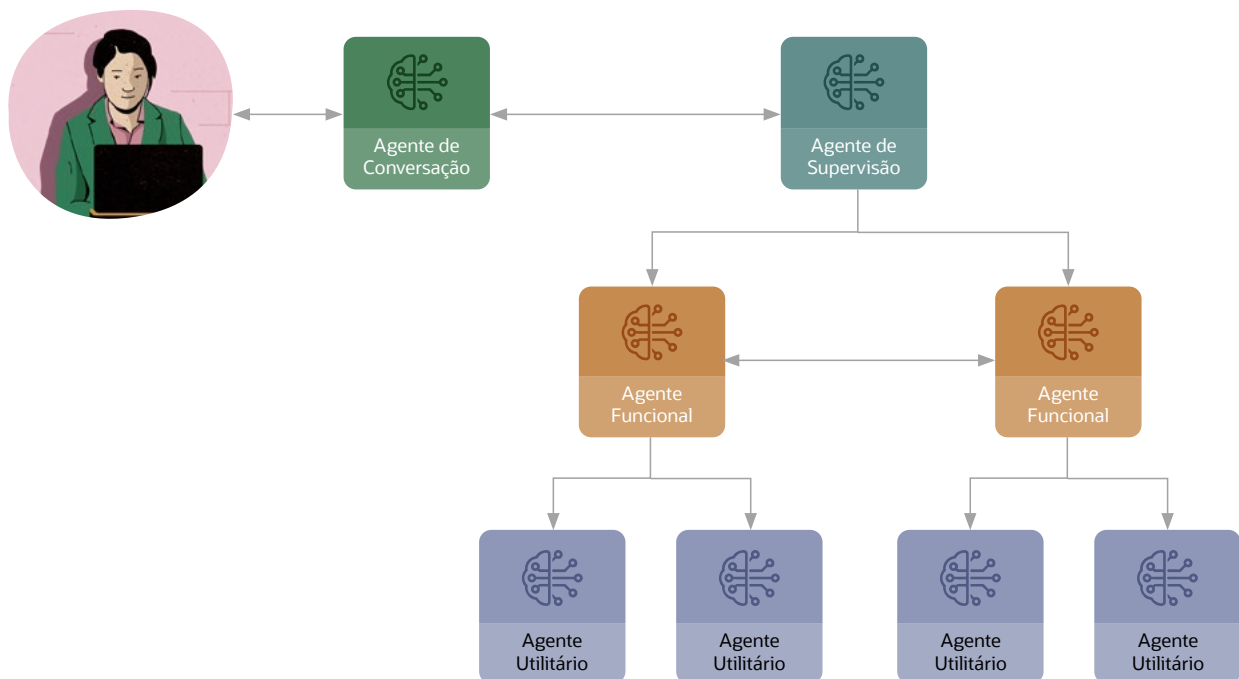 Agente de
Conversação
Agente de
Supervisão
Agente
Funcional
Agente
Funcional
Agente
Utilitário
Agente
Utilitário
Agente
Utilitário
Agente
Utilitário